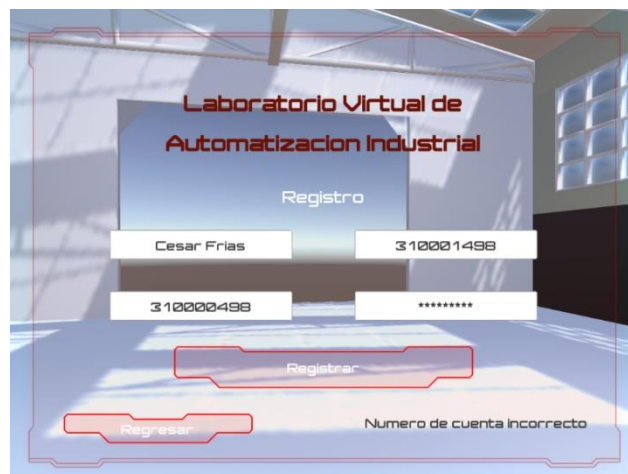 Laboratorio Virtual de
Automatizacion Industrial
Registro
Cesar Frias
310001498
310000498
*********
Registrar
Regresar
Numero de cuenta incorrecto